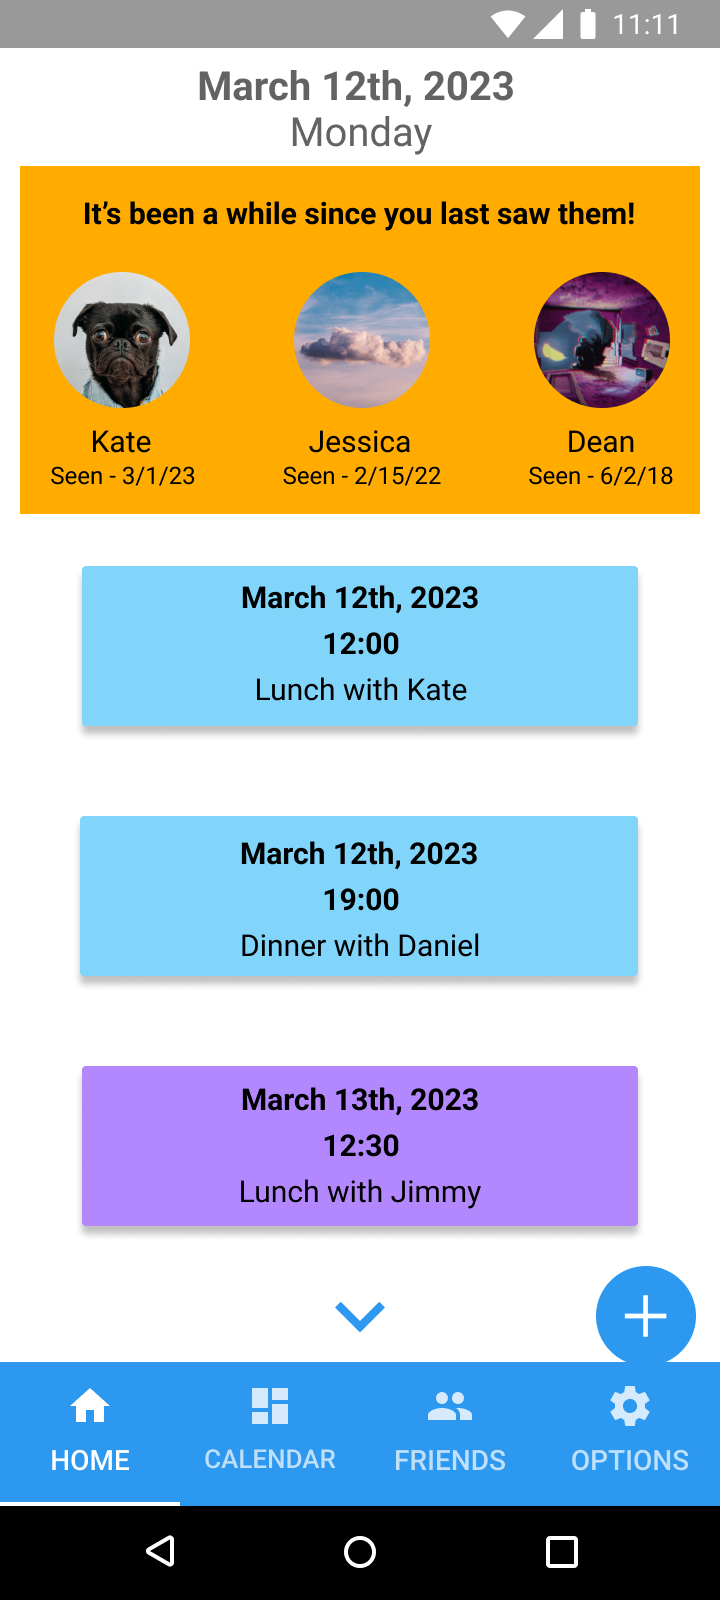 11:11
March 12th, 2023
Monday
It's been a while since you last saw them!
Kate
Seen - 3/1/23
Jessica
Seen - 2/15/22
Dean
Seen - 6/2/18
March 12th, 2023
12:00
Lunch with Kate
March 12th, 2023
19:00
Dinner with Daniel
March 13th, 2023
12:30
Lunch with Jimmy
HOME
CALENDAR
FRIENDS
OPTIONS